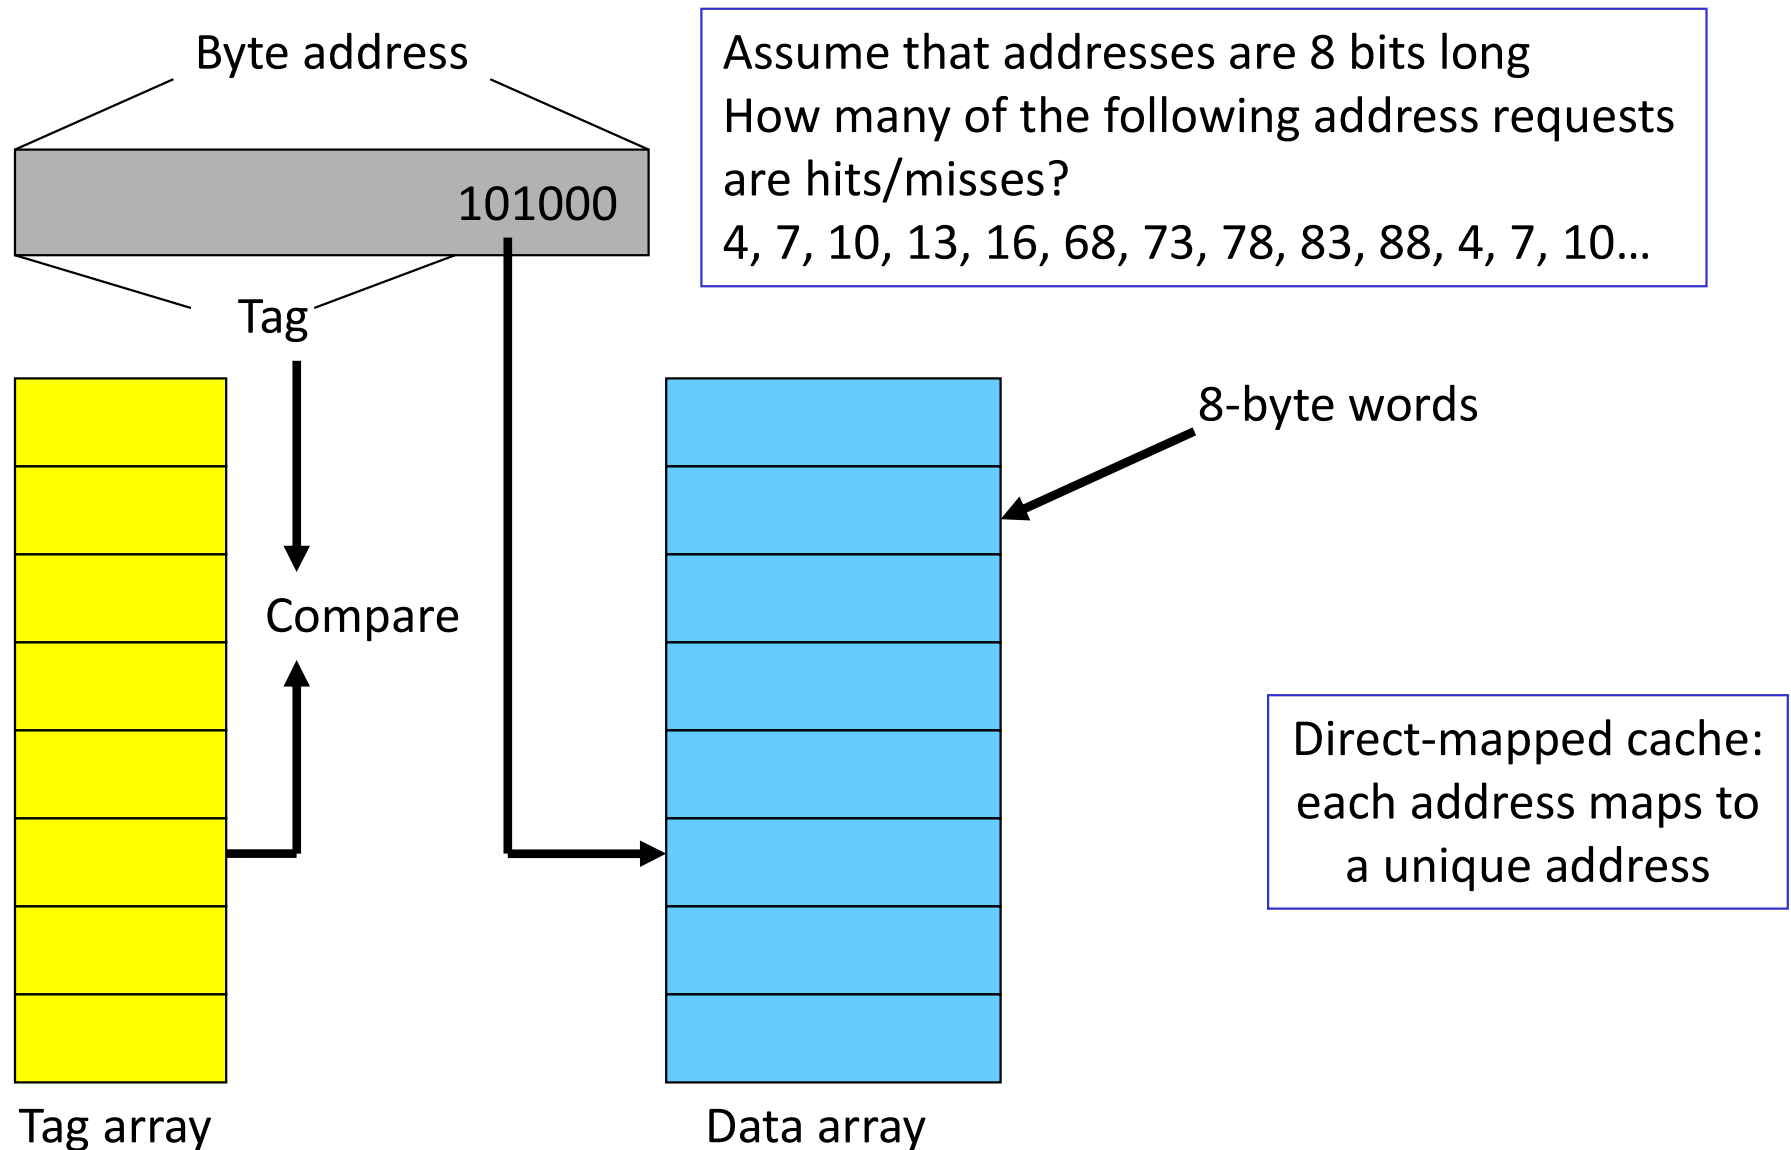 Byte address
101000
Assume that addresses are 8 bits long
How many of the following address requests
are hits/misses?
4, 7, 10, 13, 16, 68, 73, 78, 83, 88, 4, 7, 10…
Tag
8-byte words
Compare
Direct-mapped cache:
each address maps to
a unique address
Tag array
Data array